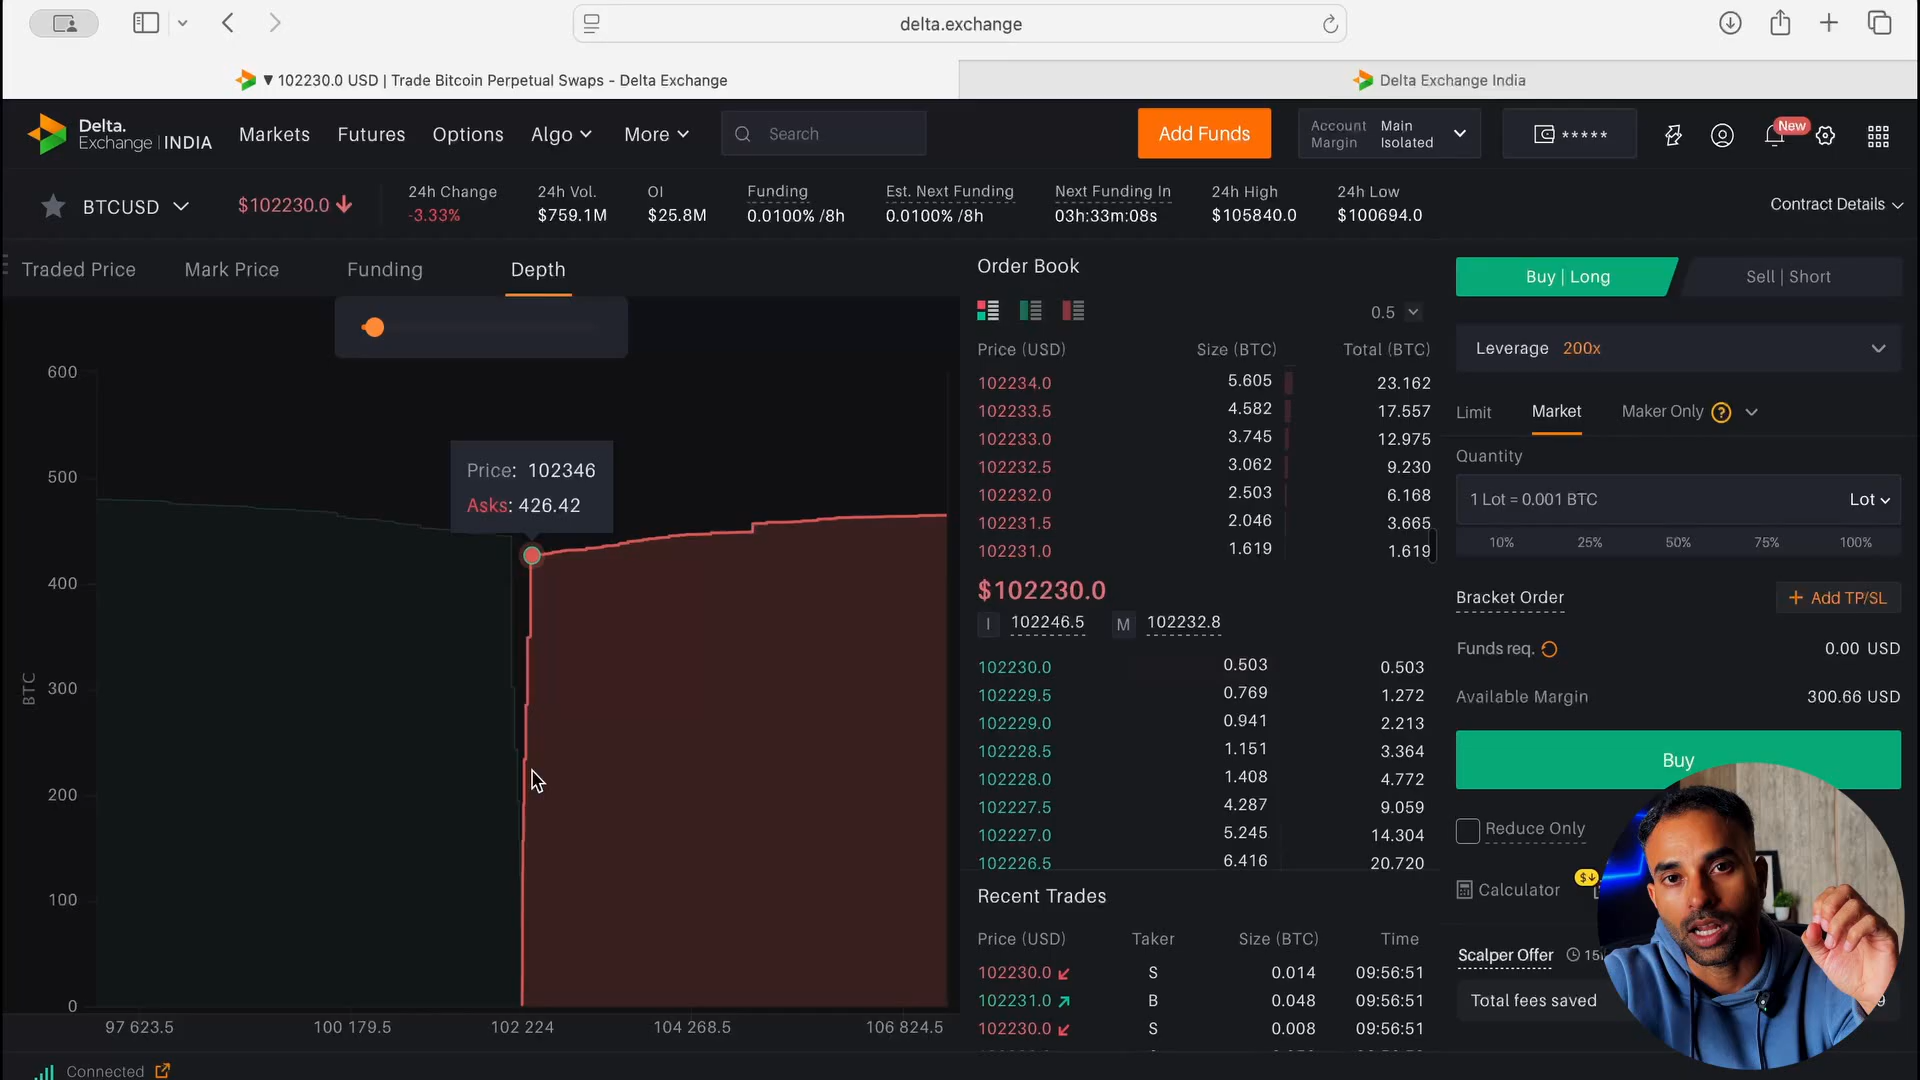 delta.exchange
▼ 102230.0 USD | Trade Bitcoin Perpetual Swaps - Delta Exchange
Delta Exchange India
Delta. Exchange | INDIA
Markets Futures Options Algo More Search
Add Funds
Account Margin
Main Isolated
*****
New
BTCUSD
$102230.0
24h Change
-3.33%
24h Vol.
$759.1M
OI
$25.8M
Funding
0.0100% /8h
Est. Next Funding
0.0100% /8h
Next Funding In
03h:33m:08s
24h High
$105840.0
24h Low
$100694.0
Contract Details
Traded Price Mark Price Funding Depth
600
500
400
300
200
100
0
BTC
Price: 102346
Asks: 426.42
97 623.5 100 179.5 102 224 104 268.5 106 824.5
Connected
Order Book
0.5
Price (USD) Size (BTC) Total (BTC)
102234.0 5.605 23.162
102233.5 4.582 17.557
102233.0 3.745 12.975
102232.5 3.062 9.230
102232.0 2.503 6.168
102231.5 2.046 3.665
102231.0 1.619 1.619
$102230.0
I 102246.5 M 102232.8
102230.0 0.503 0.503
102229.5 0.769 1.272
102229.0 0.941 2.213
102228.5 1.151 3.364
102228.0 1.408 4.772
102227.5 4.287 9.059
102227.0 5.245 14.304
102226.5 6.416 20.720
Recent Trades
Price (USD) Taker Size (BTC) Time
102230.0 S 0.014 09:56:51
102231.0 B 0.048 09:56:51
102230.0 S 0.008 09:56:51
Buy | Long Sell | Short
Leverage 200x
Limit Market Maker Only ?
Quantity
1 Lot = 0.001 BTC Lot
10% 25% 50% 75% 100%
Bracket Order + Add TP/SL
Funds req. 0.00 USD
Available Margin 300.66 USD
Buy
Reduce Only
Calculator
Scalper Offer
Total fees saved